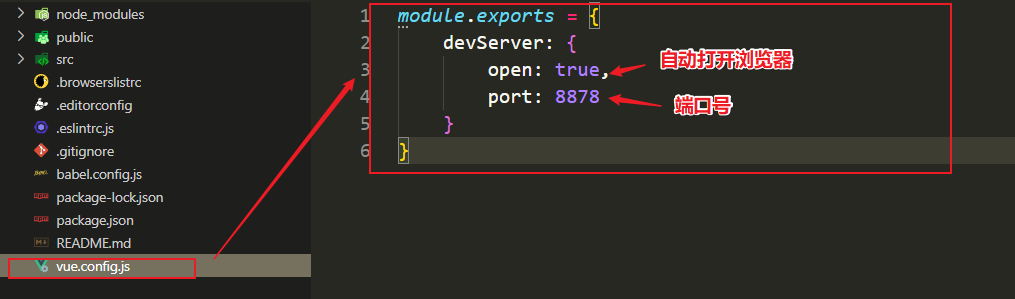 node_modules
public
src
.browserslistrc
.editorconfig
.eslintrc.js
.gitignore
babel.config.js
package-lock.json
package.json
README.md
vue.config.js
1 module.exports = {
2 devServer: {
3 open: true, 自动打开浏览器
4 port: 8878 端口号
5 }
6 }